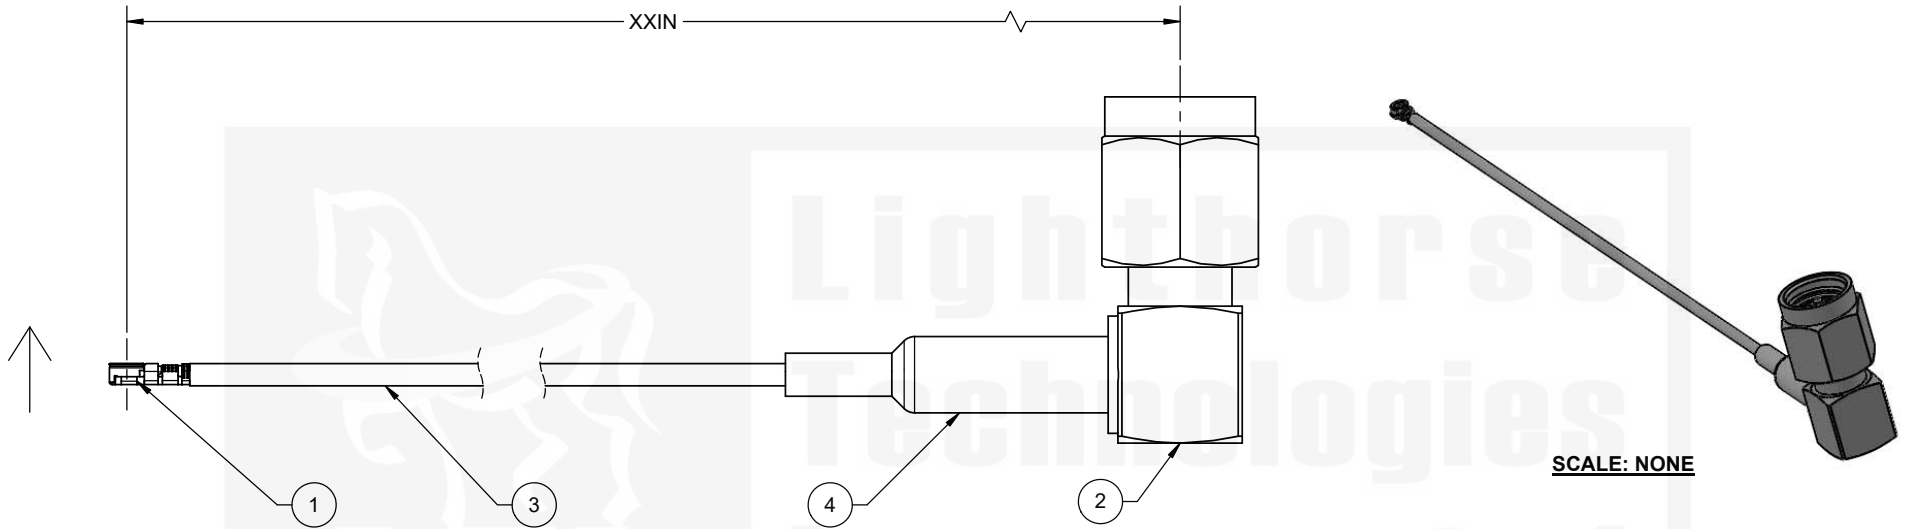 XXIN
Lighthorse
Technologies
SCALE: NONE
1
3
4
2